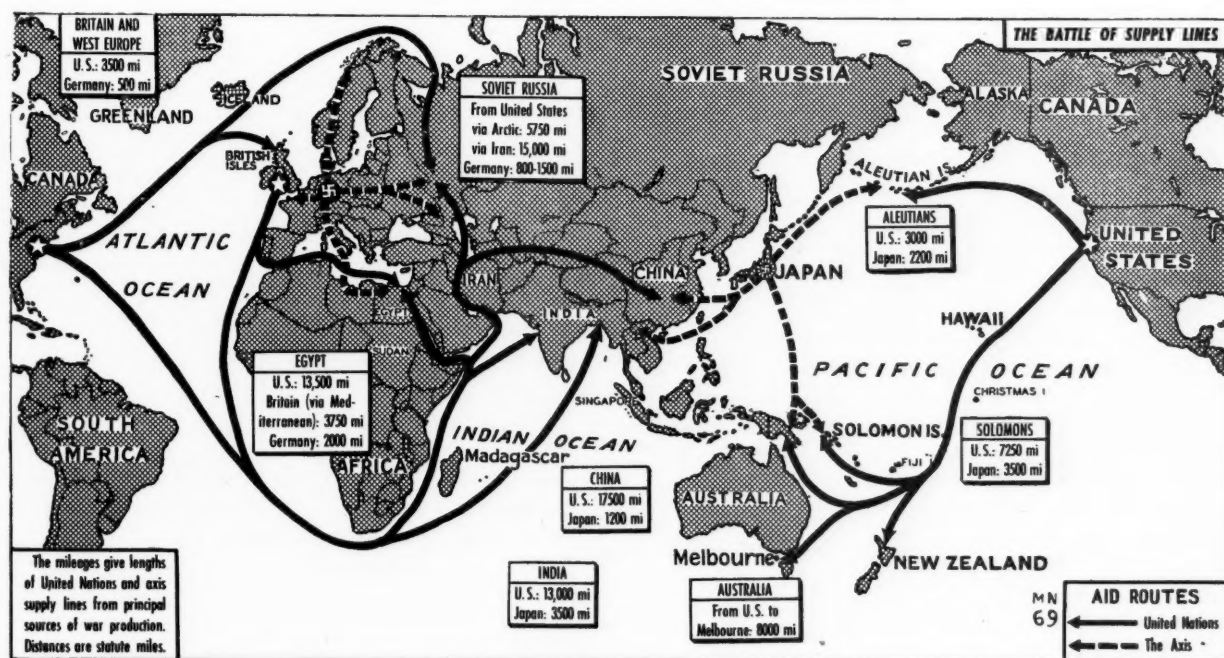 THE BATTLE OF SUPPLY LINES
BRITAIN AND
WEST EUROPE
U.S.: 3500 mi
Germany: 500 mi
GREENLAND
ICELAND
BRITISH
ISLES
CANADA
ATLANTIC
OCEAN
SOVIET RUSSIA
From United States
via Arctic: 5750 mi
via Iran: 15,000 mi
Germany: 800-1500 mi
SOVIET RUSSIA
ALASKA
CANADA
ALEUTIAN IS.
ALEUTIANS
U.S.: 3000 mi
Japan: 2200 mi
UNITED
STATES
IRAN
CHINA
JAPAN
EGYPT
INDIA
SUDAN
HAWAII
EGYPT
U.S.: 13,500 mi
Britain (via Med-
iterranean): 3750 mi
Germany: 2000 mi
PACIFIC OCEAN
CHRISTMAS I
SINGAPORE
SOUTH
AMERICA
AFRICA
INDIAN OCEAN
Madagascar
SOLOMON IS.
FIJI
SOLOMONS
U.S.: 7250 mi
Japan: 3500 mi
CHINA
U.S.: 17500 mi
Japan: 1200 mi
AUSTRALIA
Melbourne
NEW ZEALAND
INDIA
U.S.: 13,000 mi
Japan: 3500 mi
AUSTRALIA
From U.S. to
Melbourne: 8000 mi
The mileages give lengths
of United Nations and axis
supply lines from principal
sources of war production.
Distances are statute miles.
MN
69
AID ROUTES
United Nations
The Axis